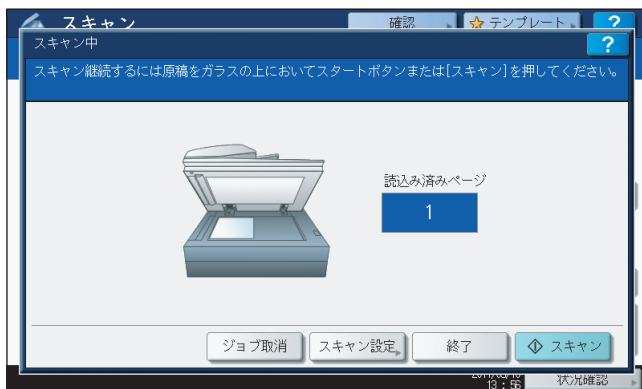 スキャン
確認
テンプレート
?
スキャン中
?
スキャン継続するには原稿をガラスの上においてスタートボタンまたは[スキャン]を押してください。
読込み済みページ
1
ジョブ取消
スキャン設定
終了
スキャン
13:56
状況確認